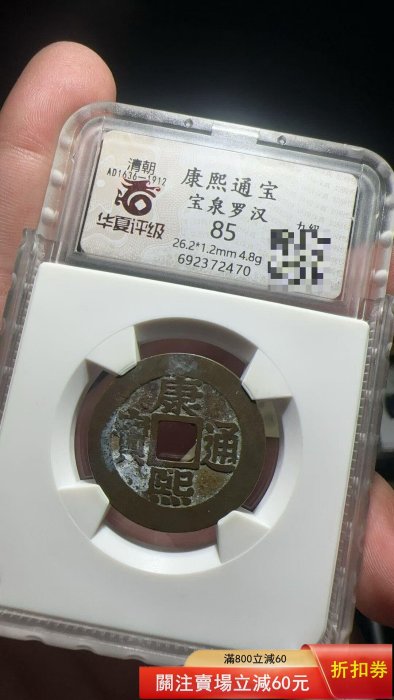 清朝
AD1636-1912
华夏评级
康熙通宝
宝泉罗汉
85
九级
26.2*1.2mm 4.8g
692372470
康熙通寶
滿800立減60
關注賣場立減60元
折扣券